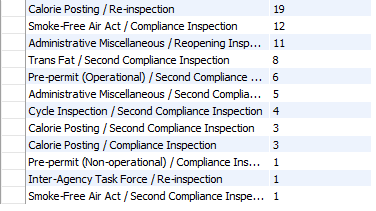 Calorie Posting / Re-inspection 19
Smoke-Free Air Act / Compliance Inspection 12
Administrative Miscellaneous / Reopening Insp... 11
Trans Fat / Second Compliance Inspection 8
Pre-permit (Operational) / Second Compliance ... 6
Administrative Miscellaneous / Second Complia... 5
Cycle Inspection / Second Compliance Inspection 4
Calorie Posting / Second Compliance Inspection 3
Calorie Posting / Compliance Inspection 3
Pre-permit (Non-operational) / Compliance Ins... 1
Inter-Agency Task Force / Re-inspection 1
Smoke-Free Air Act / Second Compliance Inspe... 1